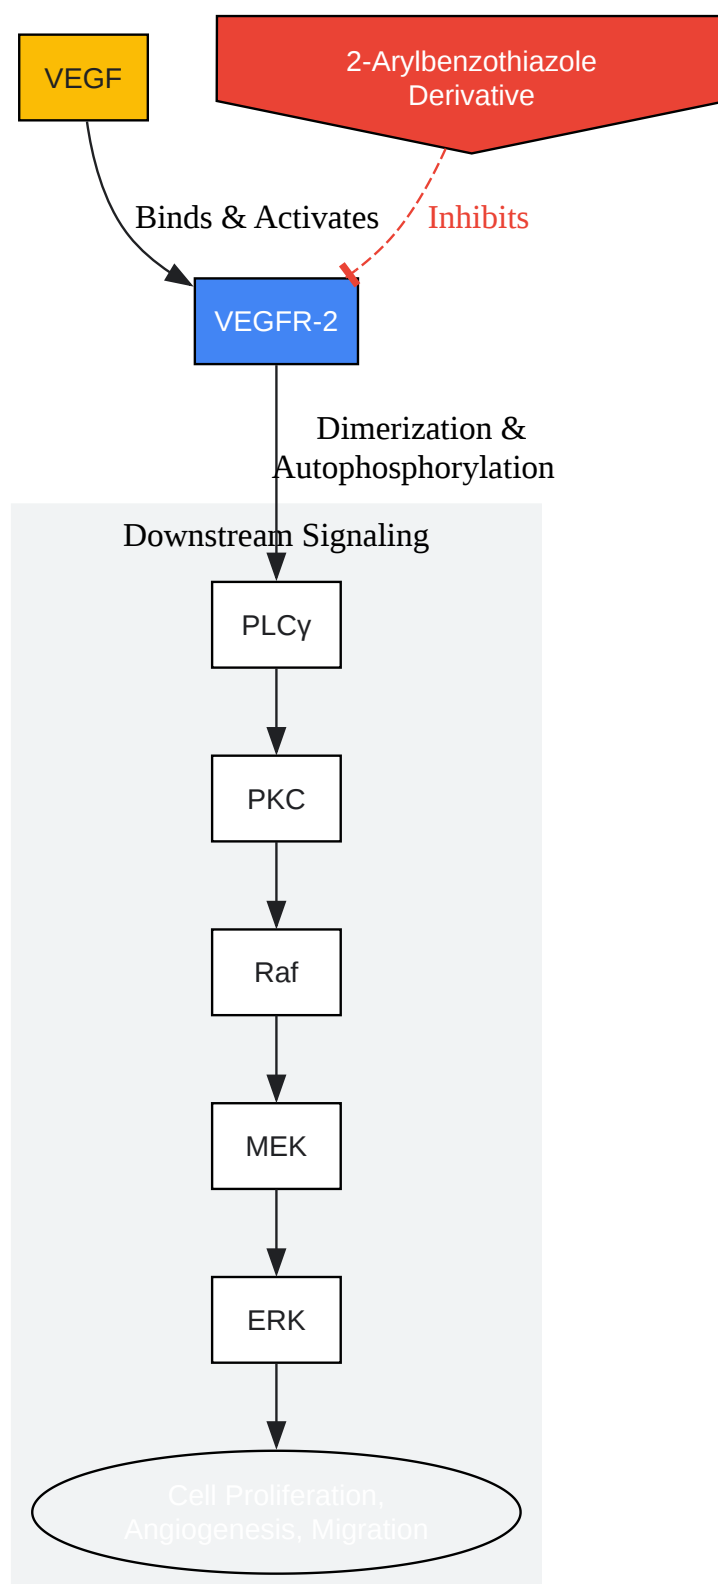 VEGF
2-Arylbenzothiazole
Derivative
Binds & Activates
Inhibits
VEGFR-2
Dimerization &
Autophosphorylation
Downstream Signaling
PLCγ
PKC
Raf
MEK
ERK
Cell Proliferation,
Angiogenesis, Migration